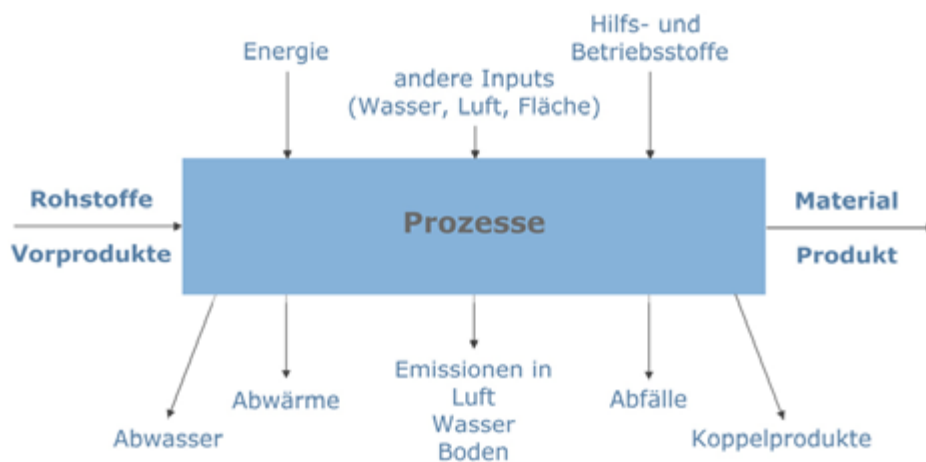 Energie
Hilfs- und
Betriebsstoffe
andere Inputs
(Wasser, Luft, Fläche)
Rohstoffe
Vorprodukte
Prozesse
Material
Produkt
Abwasser
Abwärme
Emissionen in
Luft
Wasser
Boden
Abfälle
Koppelprodukte